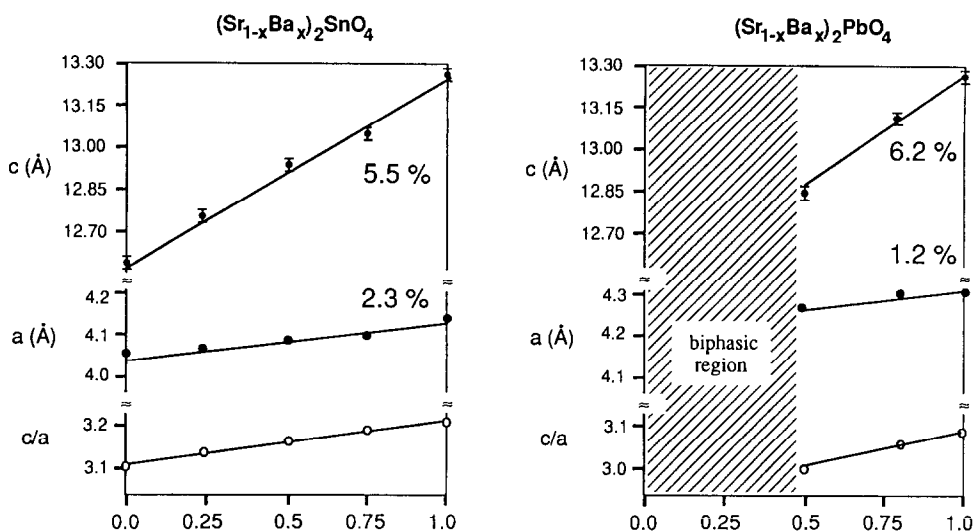 (Sr1-xBax)2SnO4
13.30
13.15
13.00
12.85
12.70
c (Å)
5.5 %
≈
4.2
4.1
4.0
a (Å)
2.3 %
≈
3.2
3.1
c/a
0.0 0.25 0.5 0.75 1.0
(Sr1-xBax)2PbO4
13.30
13.15
13.00
12.85
12.70
c (Å)
6.2 %
1.2 %
≈
4.3
4.2
4.1
a (Å)
biphasic
region
≈
3.1
3.0
c/a
0.0 0.25 0.5 0.75 1.0